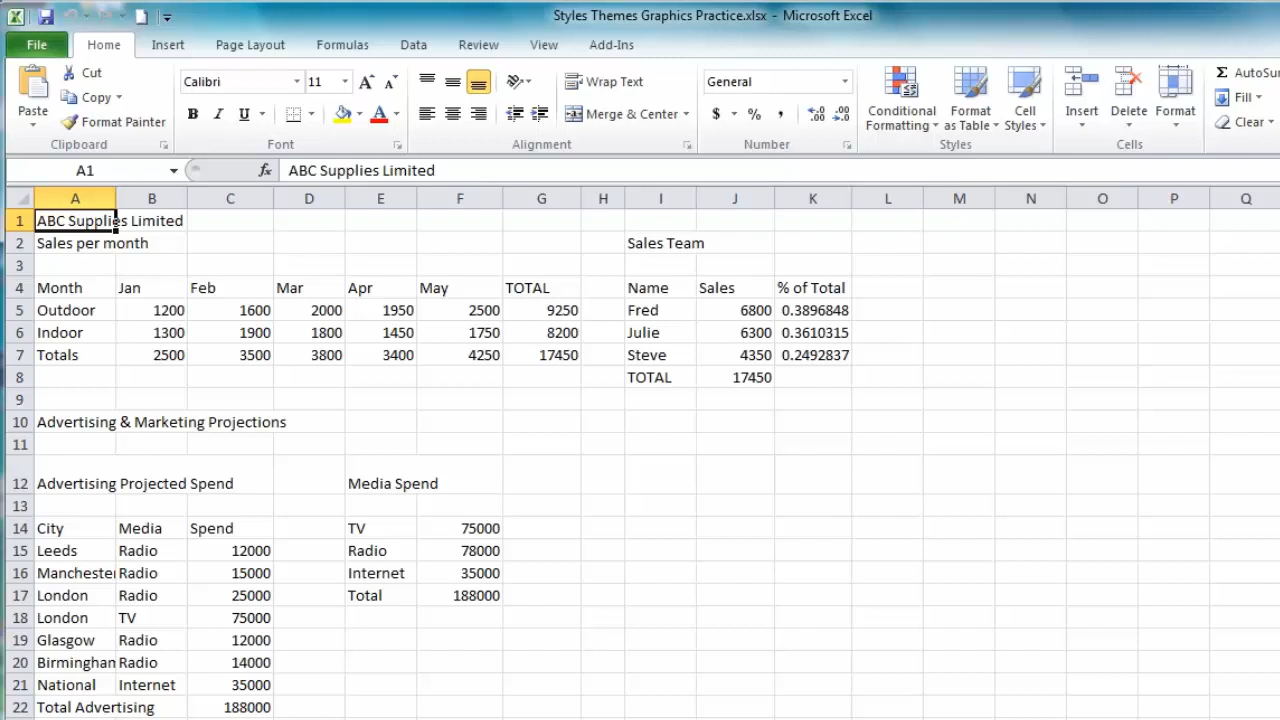 Styles Themes Graphics Practice.xlsx - Microsoft Excel
File Home Insert Page Layout Formulas Data Review View Add-Ins
Paste Cut Copy Format Painter Clipboard
Calibri 11 A A B I U A Font
Wrap Text Merge & Center Alignment
General $ % , .0 .00 .00 .0 Number
Conditional Formatting Format as Table Cell Styles Styles
Insert Delete Format Cells
Σ AutoSu Fill Clear
A1 fx ABC Supplies Limited
A B C D E F G H I J K L M N O P Q
1 ABC Supplies Limited
2 Sales per month Sales Team
3
4 Month Jan Feb Mar Apr May TOTAL Name Sales % of Total
5 Outdoor 1200 1600 2000 1950 2500 9250 Fred 6800 0.3896848
6 Indoor 1300 1900 1800 1450 1750 8200 Julie 6300 0.3610315
7 Totals 2500 3500 3800 3400 4250 17450 Steve 4350 0.2492837
8 TOTAL 17450
9
10 Advertising & Marketing Projections
11
12 Advertising Projected Spend Media Spend
13
14 City Media Spend TV 75000
15 Leeds Radio 12000 Radio 78000
16 Manchester Radio 15000 Internet 35000
17 London Radio 25000 Total 188000
18 London TV 75000
19 Glasgow Radio 12000
20 Birminghan Radio 14000
21 National Internet 35000
22 Total Advertising 188000